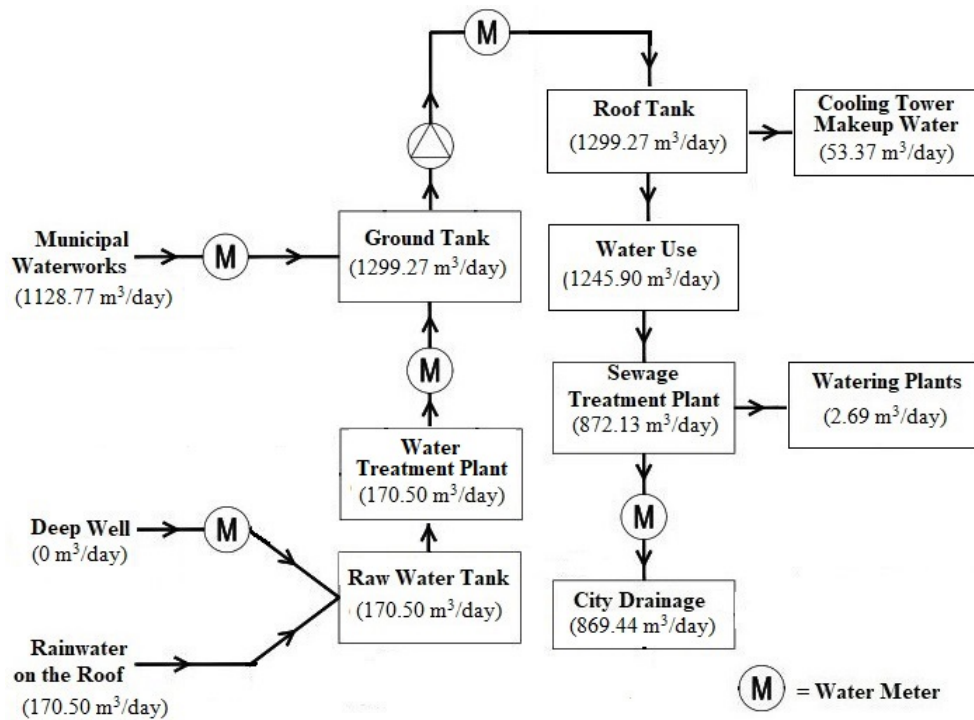 M
Roof Tank
(1299.27 m³/day)
Cooling Tower
Makeup Water
(53.37 m³/day)
Municipal
Waterworks
(1128.77 m³/day)
M
Ground Tank
(1299.27 m³/day)
Water Use
(1245.90 m³/day)
M
Sewage
Treatment Plant
(872.13 m³/day)
Watering Plants
(2.69 m³/day)
Water
Treatment Plant
(170.50 m³/day)
M
Deep Well
(0 m³/day)
M
Raw Water Tank
(170.50 m³/day)
City Drainage
(869.44 m³/day)
Rainwater
on the Roof
(170.50 m³/day)
M = Water Meter